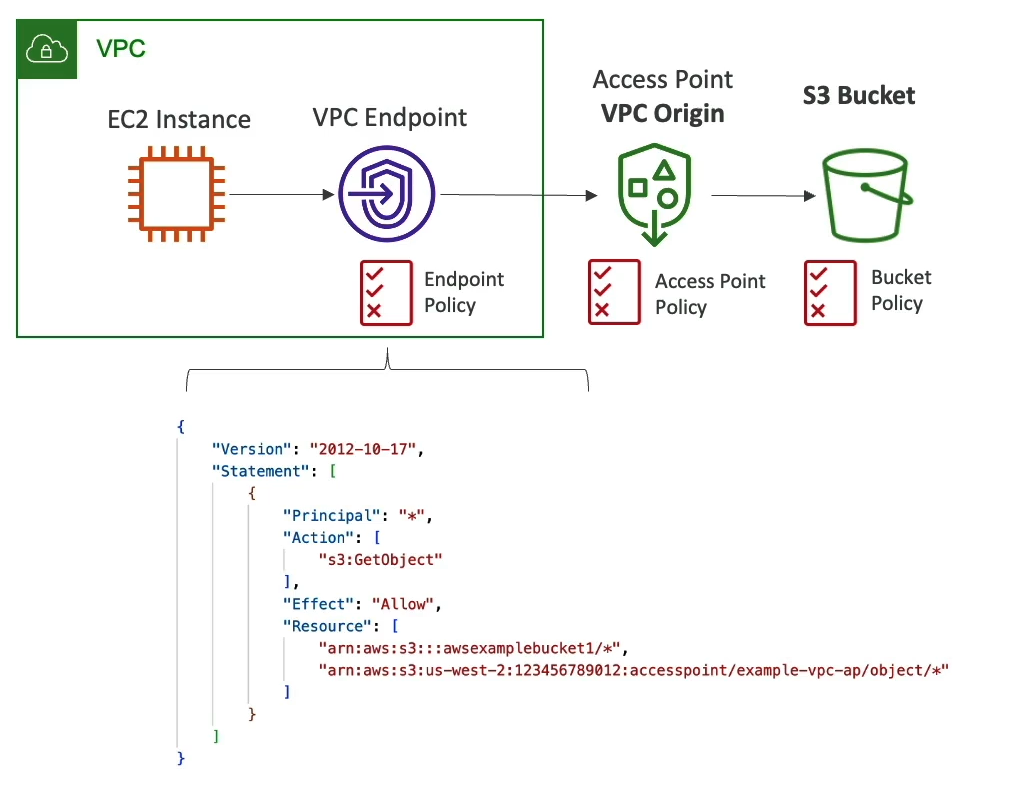 VPC
EC2 Instance
VPC Endpoint
Access Point
VPC Origin
S3 Bucket
Endpoint
Policy
Access Point
Policy
Bucket
Policy
{
    "Version": "2012-10-17",
    "Statement": [
        {
            "Principal": "*",
            "Action": [
                "s3:GetObject"
            ],
            "Effect": "Allow",
            "Resource": [
                "arn:aws:s3:::awsexamplebucket1/*",
                "arn:aws:s3:us-west-2:123456789012:accesspoint/example-vpc-ap/object/*"
            ]
        }
    ]
}